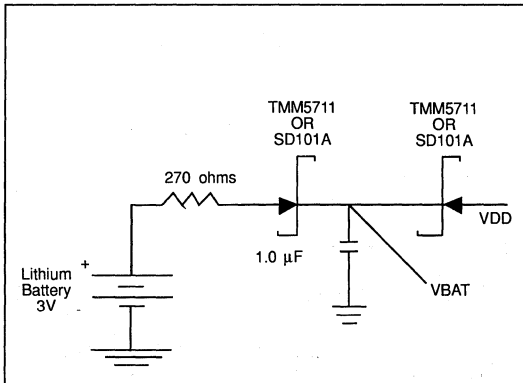 TMM5711
OR
SD101A
TMM5711
OR
SD101A
270 ohms
VDD
1.0 µF
+
Lithium
Battery
3V
VBAT